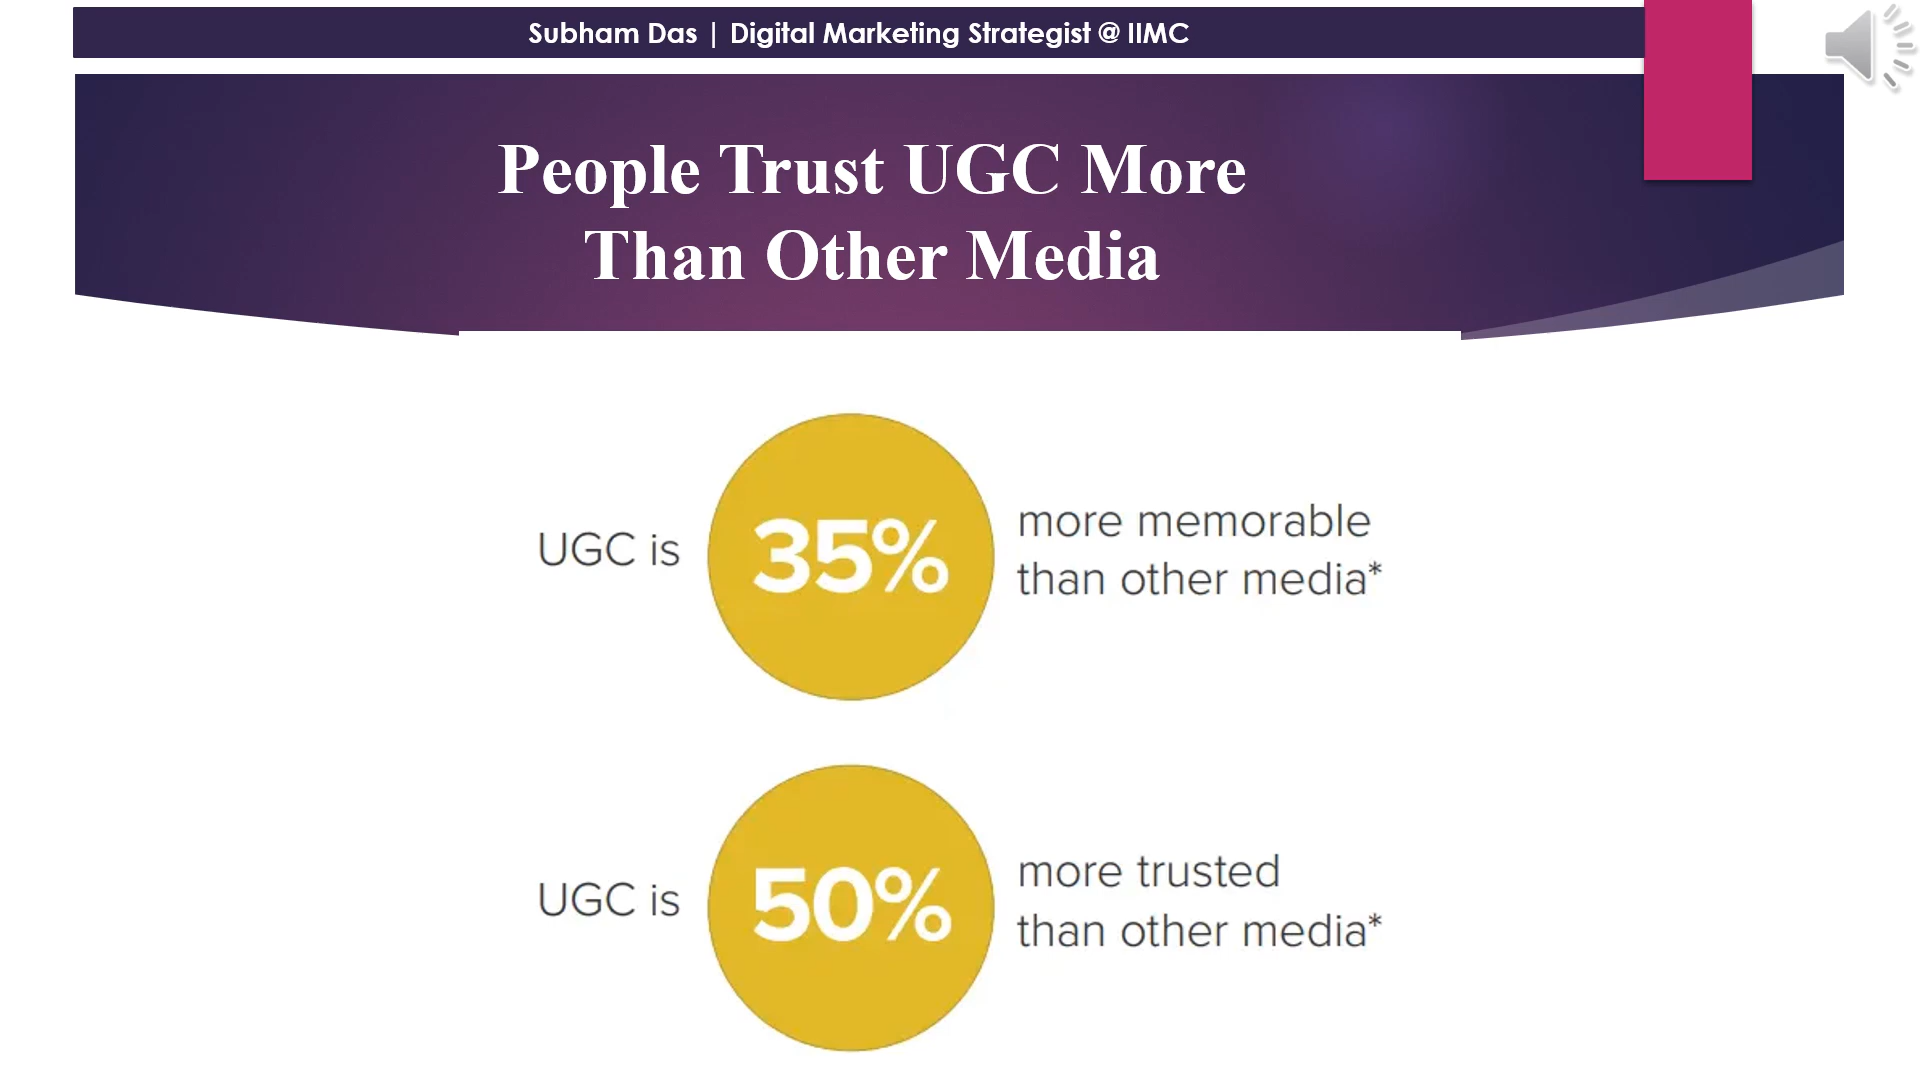 Subham Das | Digital Marketing Strategist @ IIMC
People Trust UGC More
Than Other Media
UGC is
35%
more memorable
than other media*
UGC is
50%
more trusted
than other media*